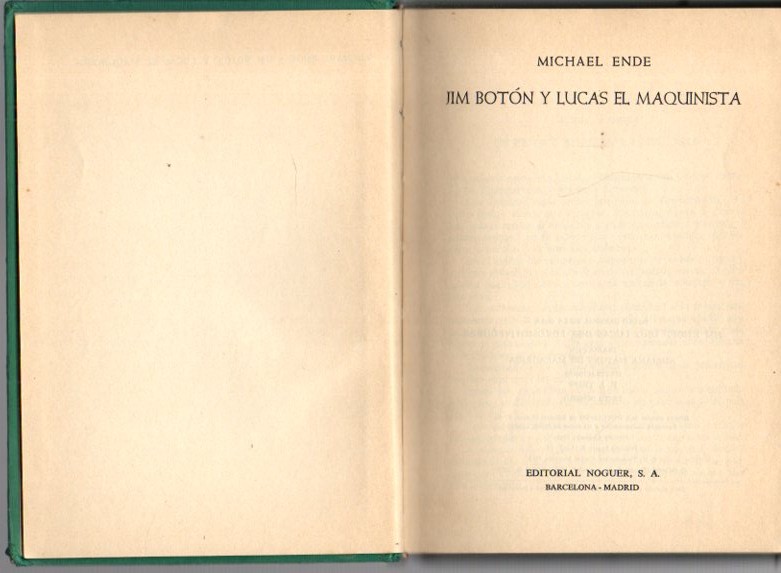 MICHAEL ENDE
JIM BOTÓN Y LUCAS EL MAQUINISTA
EDITORIAL NOGUER, S. A.
BARCELONA - MADRID